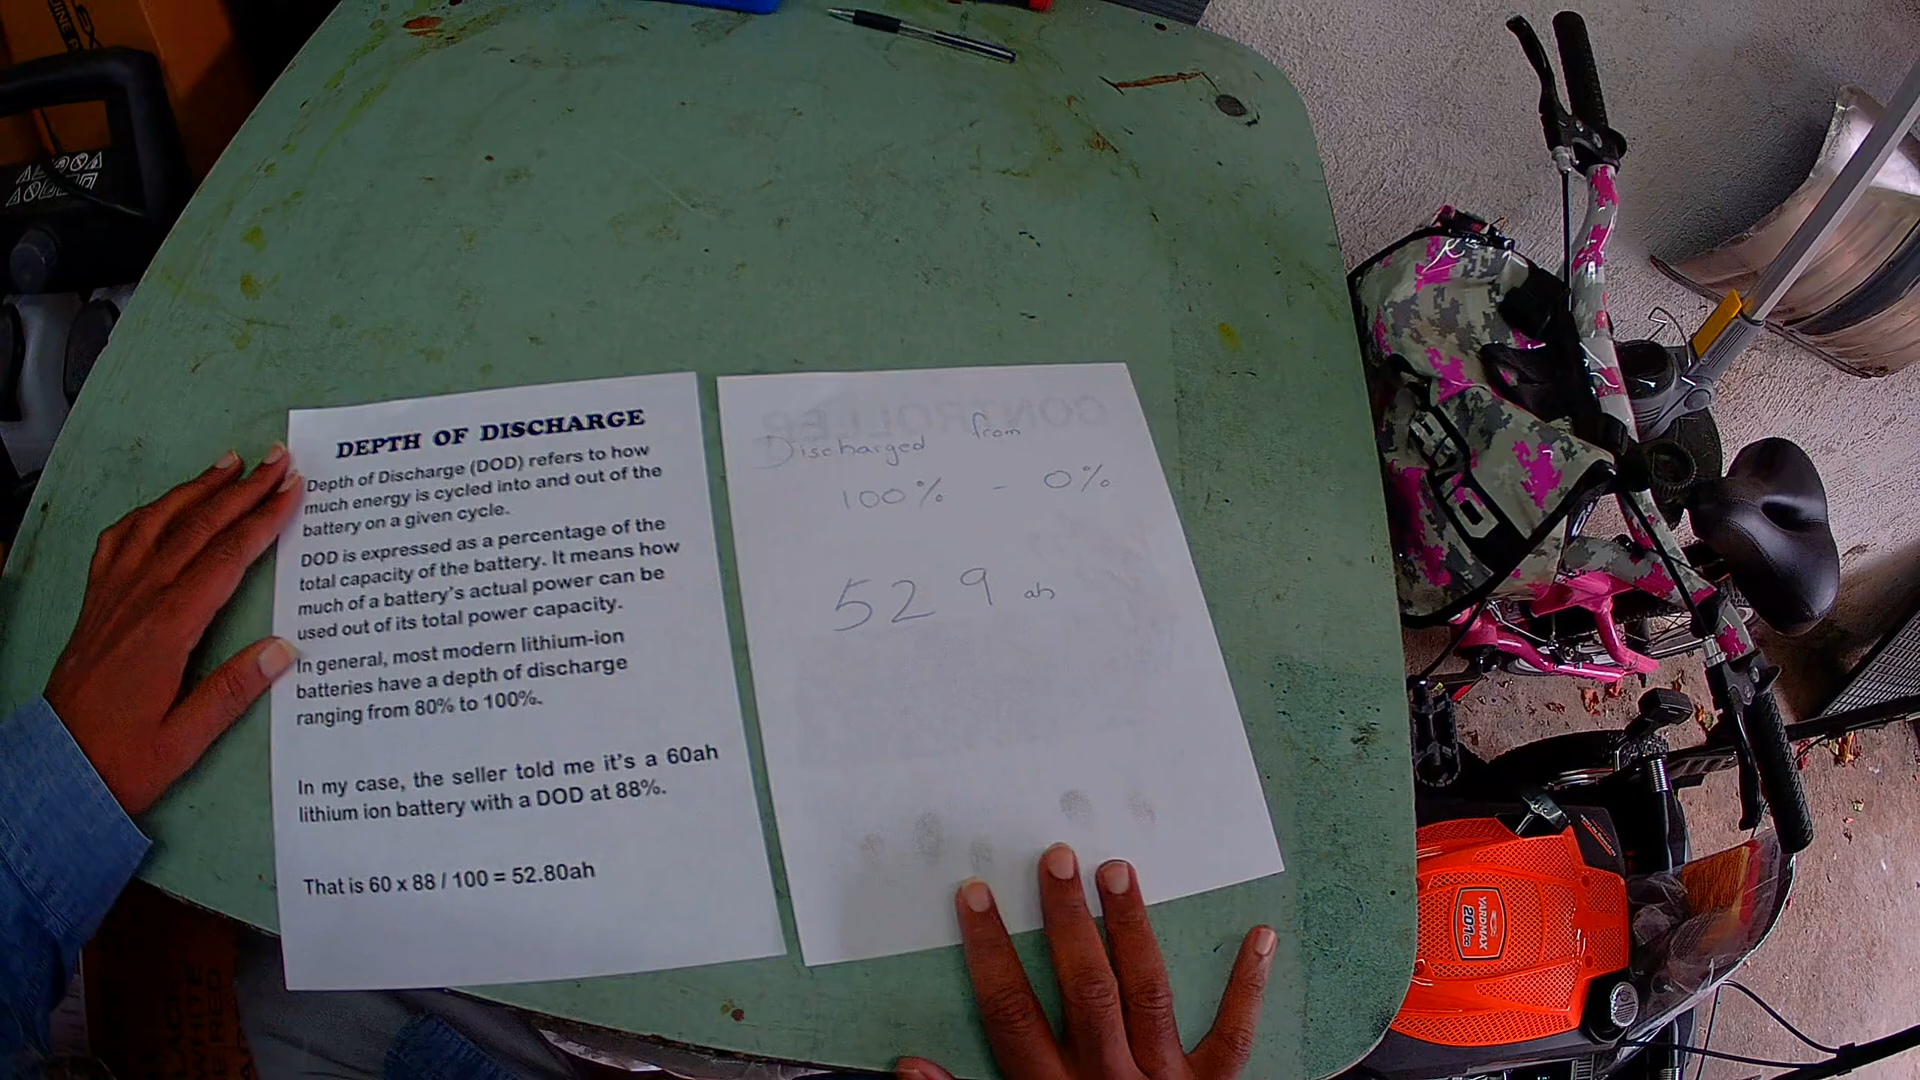 DEPTH OF DISCHARGE
Depth of Discharge (DOD) refers to how
much energy is cycled into and out of the
battery on a given cycle.
DOD is expressed as a percentage of the
total capacity of the battery. It means how
much of a battery's actual power can be
used out of its total power capacity.
In general, most modern lithium-ion
batteries have a depth of discharge
ranging from 80% to 100%.
In my case, the seller told me it's a 60ah
lithium ion battery with a DOD at 88%.
That is 60 x 88 / 100 = 52.80ah
CONTROLLER
Discharged from
100% - 0%
52 9 ah
YARDMAX
201cc